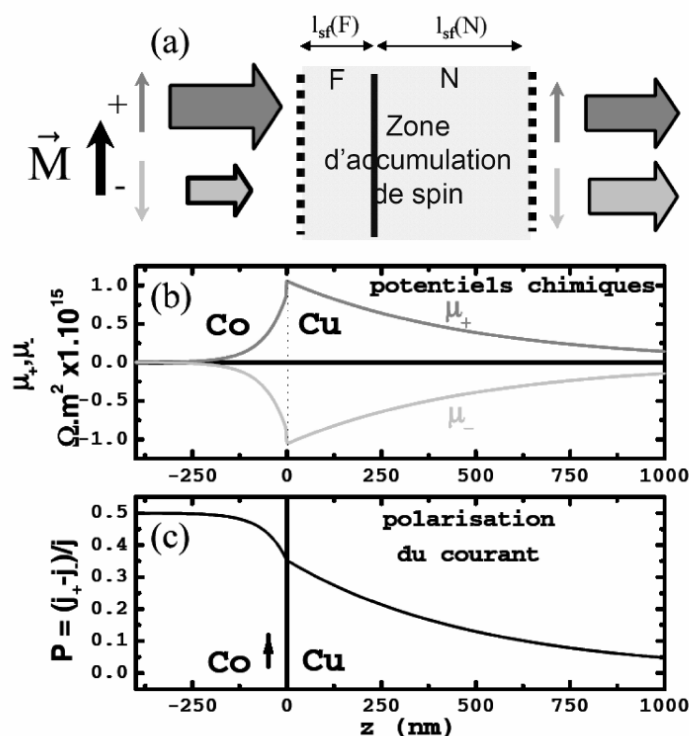 (a)
l_sf(F) l_sf(N)
F N
+
M⃗
-
Zone
d'accumulation
de spin
(b)
potentiels chimiques
Co Cu
μ₊
μ₋
μ₊,μ₋
Ω.m² x1.10¹⁵
1.0
0.5
0.0
-0.5
-1.0
-250 0 250 500 750 1000
(c)
polarisation
du courant
P = (j₊-j₋)/j
0.5
0.4
0.3
0.2
0.1
0.0
Co Cu
-250 0 250 500 750 1000
z (nm)